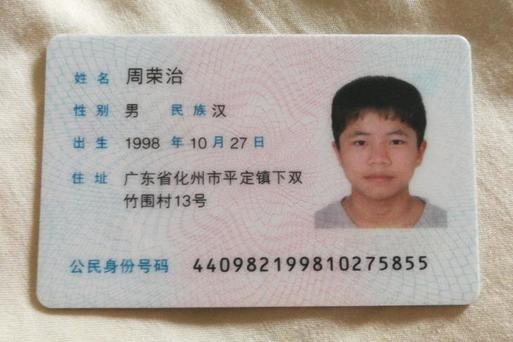 姓名 周荣治
性别 男 民族 汉
出生 1998 年 10 月 27 日
住址 广东省化州市平定镇下双
竹围村13号
公民身份号码 440982199810275855